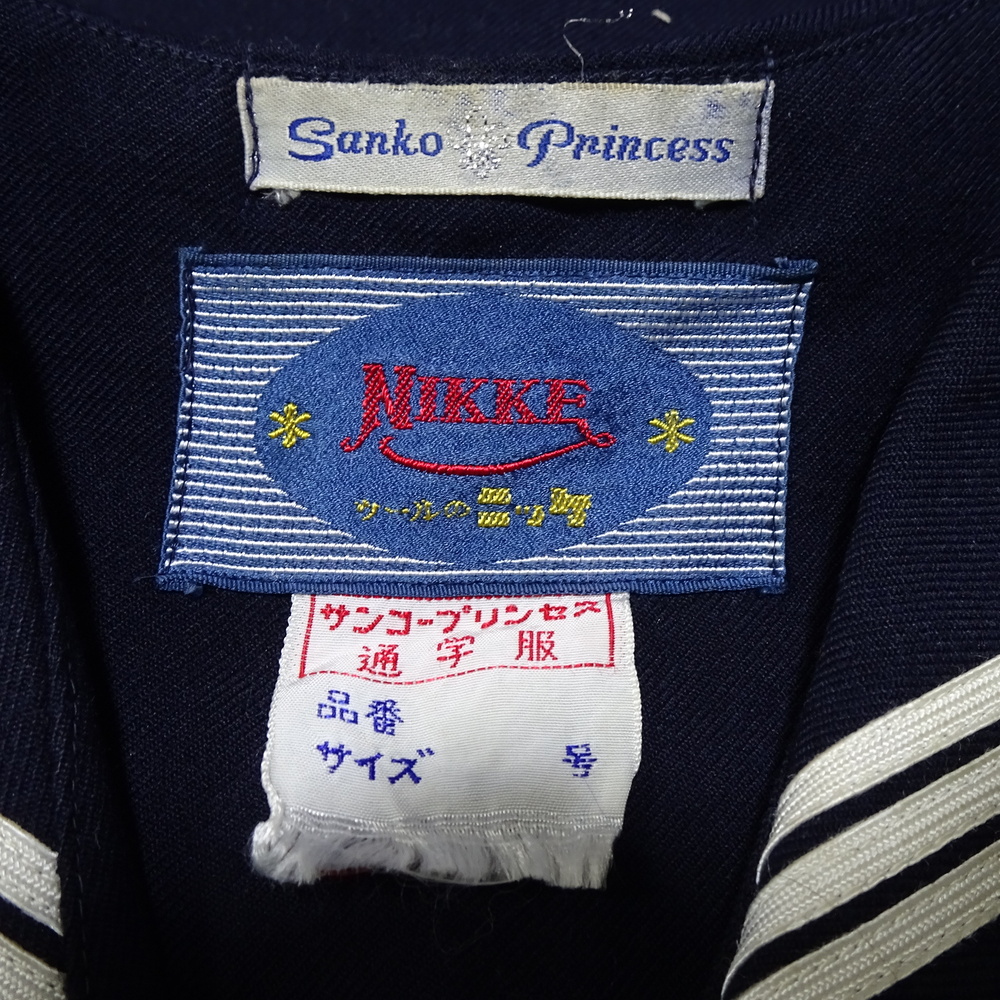 Sanko Princess
NIKKE
ウールのニッケ
サンコープリンセス
通学服
品番
サイズ 号